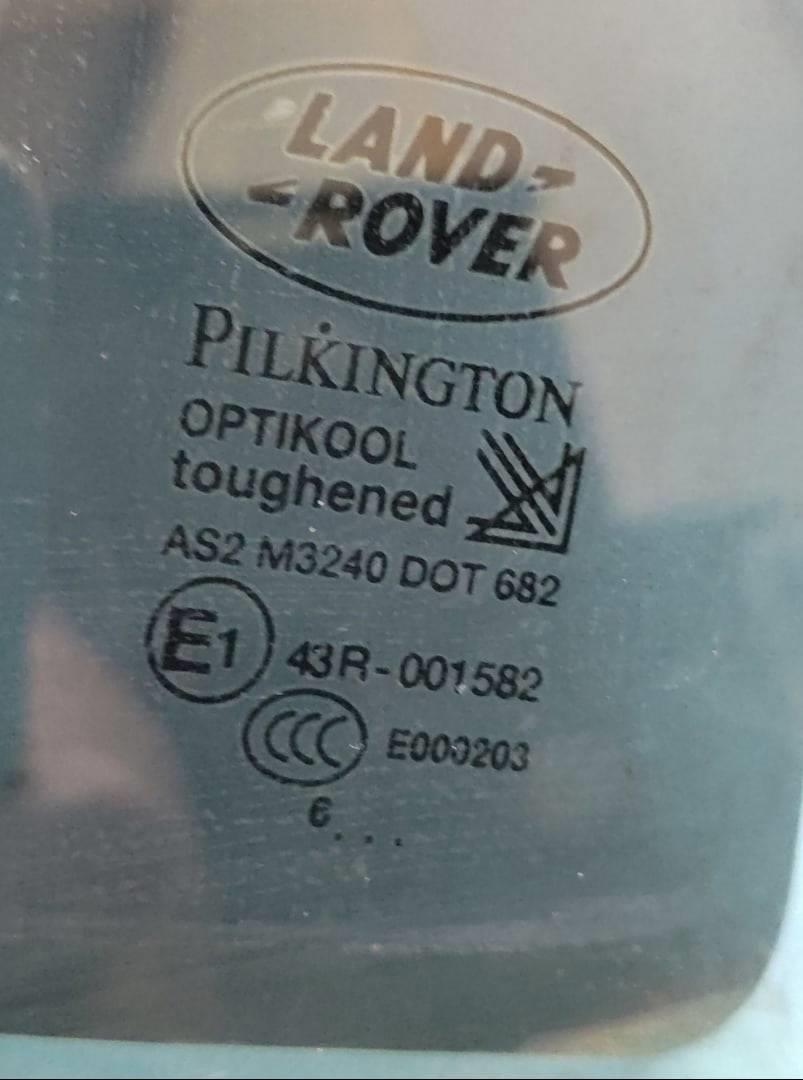 LAND
ROVER
PILKINGTON
OPTIKOOL
toughened
AS2 M3240 DOT 682
E1 43R-001582
CCC E000203
6...